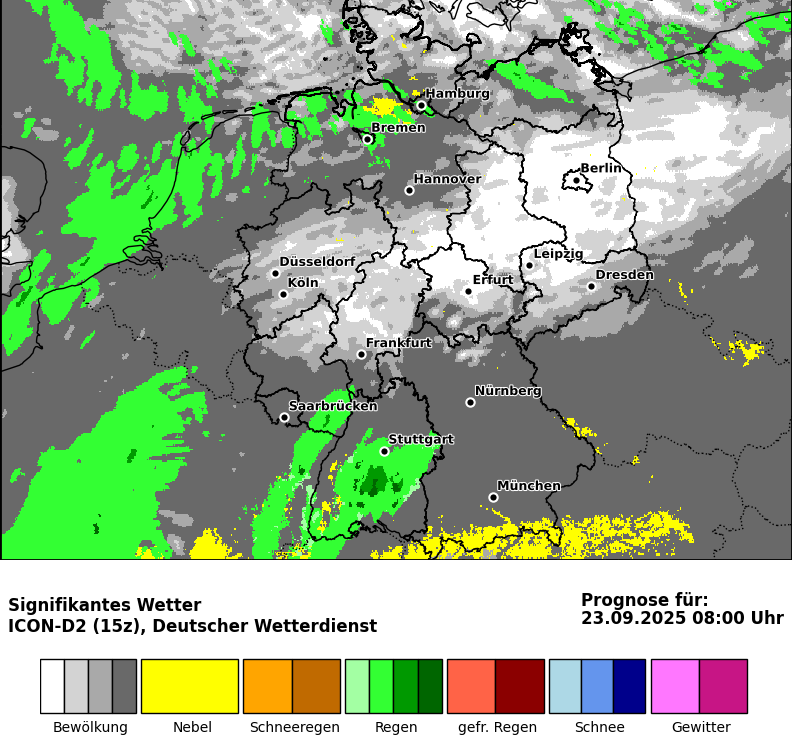 Hamburg
Bremen
Hannover
Berlin
Düsseldorf
Köln
Leipzig
Erfurt
Dresden
Frankfurt
Saarbrücken
Nürnberg
Stuttgart
München
Signifikantes Wetter
ICON-D2 (15z), Deutscher Wetterdienst
Prognose für:
23.09.2025 08:00 Uhr
Bewölkung
Nebel
Schneeregen
Regen
gefr. Regen
Schnee
Gewitter